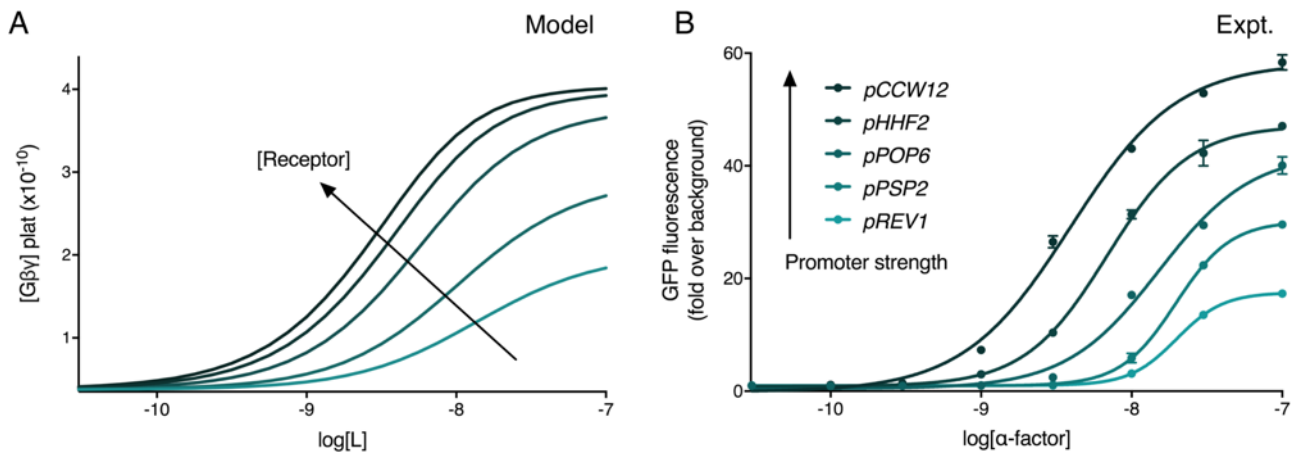 A
Model
[Gβγ] plat (x10-10)
4
3
2
1
[Receptor]
-10
-9
-8
-7
log[L]
B
Expt.
GFP fluorescence
(fold over background)
60
40
20
0
pCCW12
pHHF2
pPOP6
pPSP2
pREV1
Promoter strength
-10
-9
-8
-7
log[α-factor]